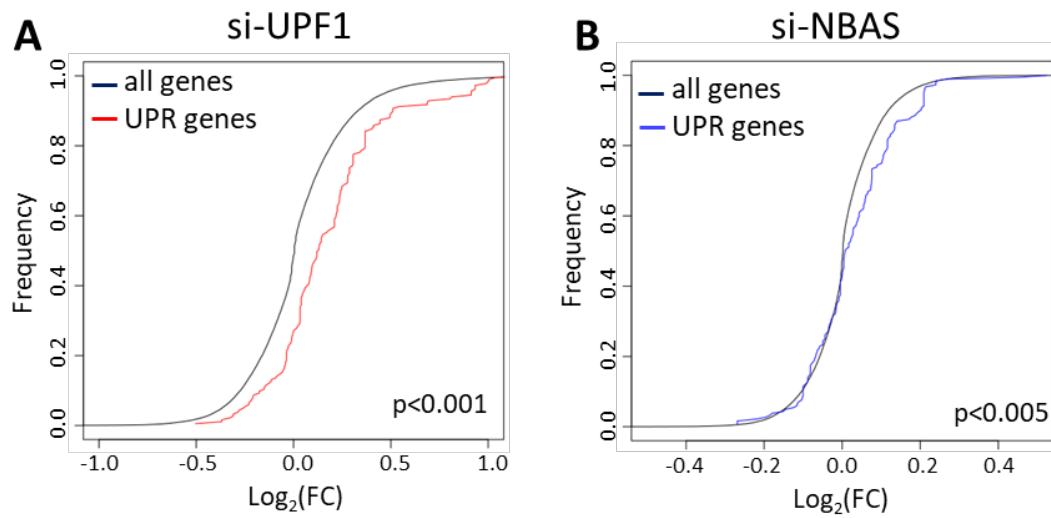 A
si-UPF1
all genes
UPR genes
Frequency
0.0
0.2
0.4
0.6
0.8
1.0
p<0.001
-1.0
-0.5
0.0
0.5
1.0
Log₂(FC)
B
si-NBAS
all genes
UPR genes
Frequency
0.0
0.2
0.4
0.6
0.8
1.0
p<0.005
-0.4
-0.2
0.0
0.2
0.4
Log₂(FC)